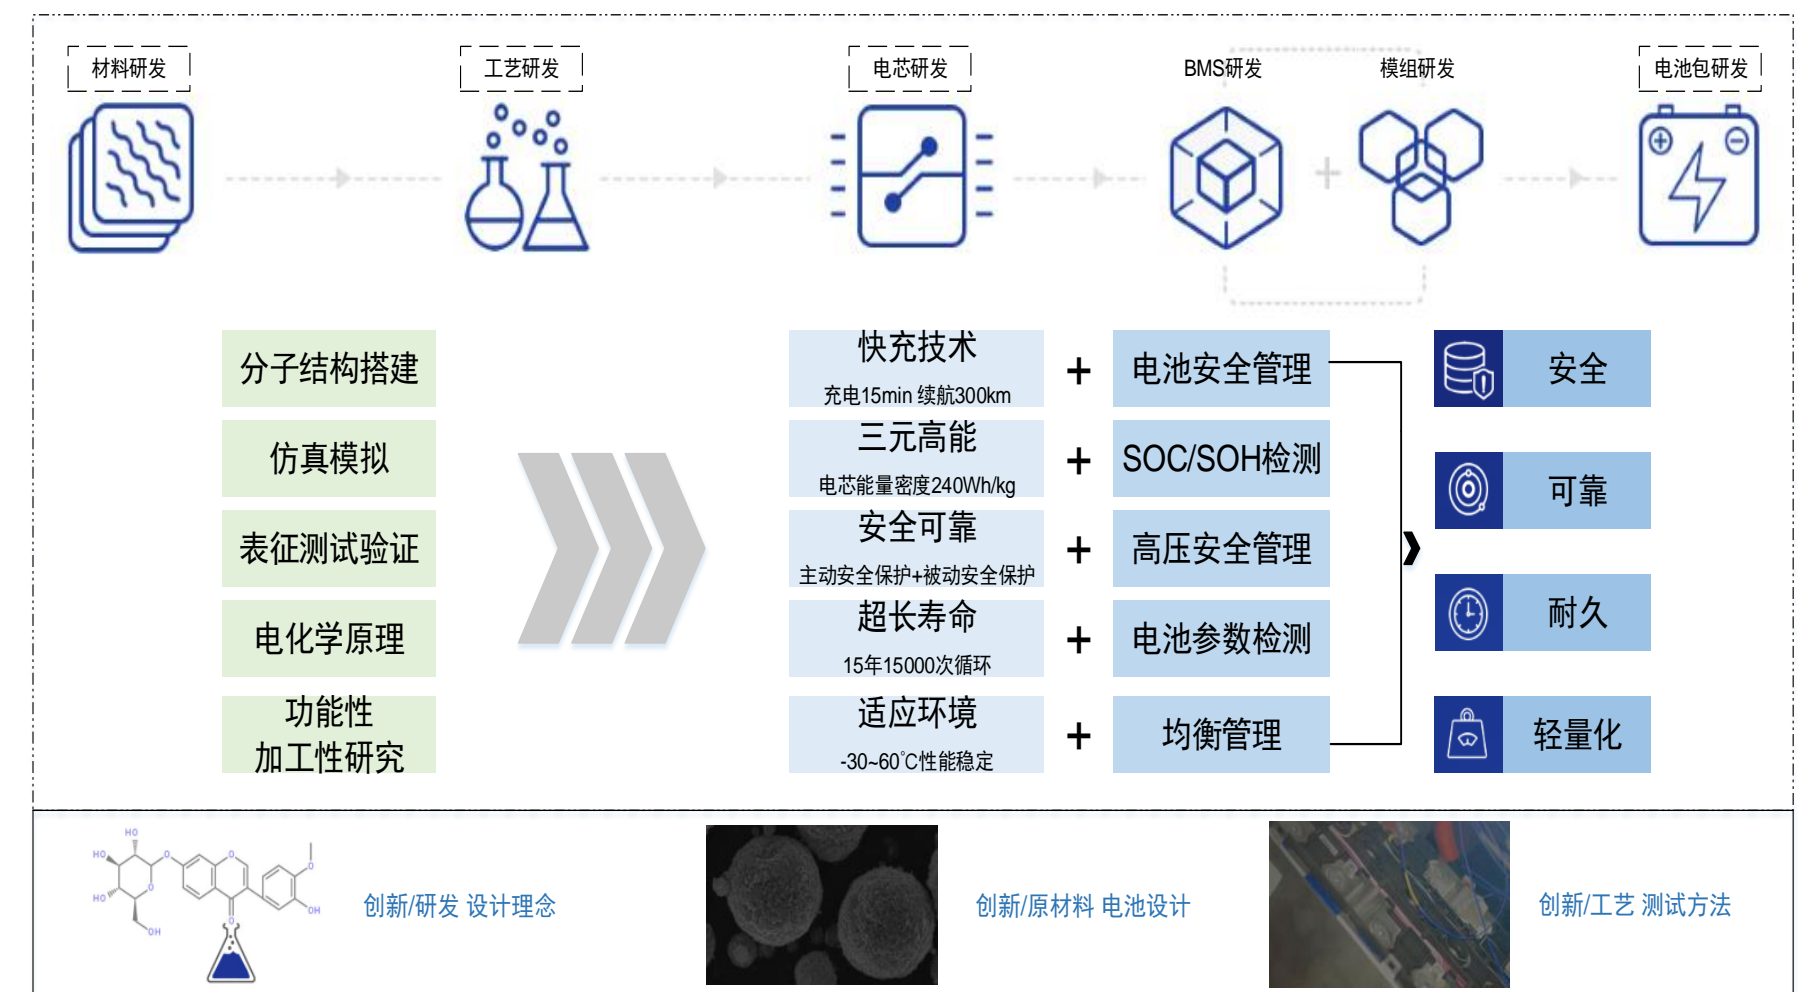 材料研发
工艺研发
电芯研发
BMS研发
模组研发
电池包研发
分子结构搭建
仿真模拟
表征测试验证
电化学原理
功能性
加工性研究
快充技术
充电15min 续航300km
三元高能
电芯能量密度240Wh/kg
安全可靠
主动安全保护+被动安全保护
超长寿命
15年15000次循环
适应环境
-30~60℃性能稳定
+
+
+
+
+
电池安全管理
SOC/SOH检测
高压安全管理
电池参数检测
均衡管理
安全
可靠
耐久
轻量化
HO
HO
HO
OH
O
O
O
O
O
OH
创新/研发 设计理念
创新/原材料 电池设计
创新/工艺 测试方法